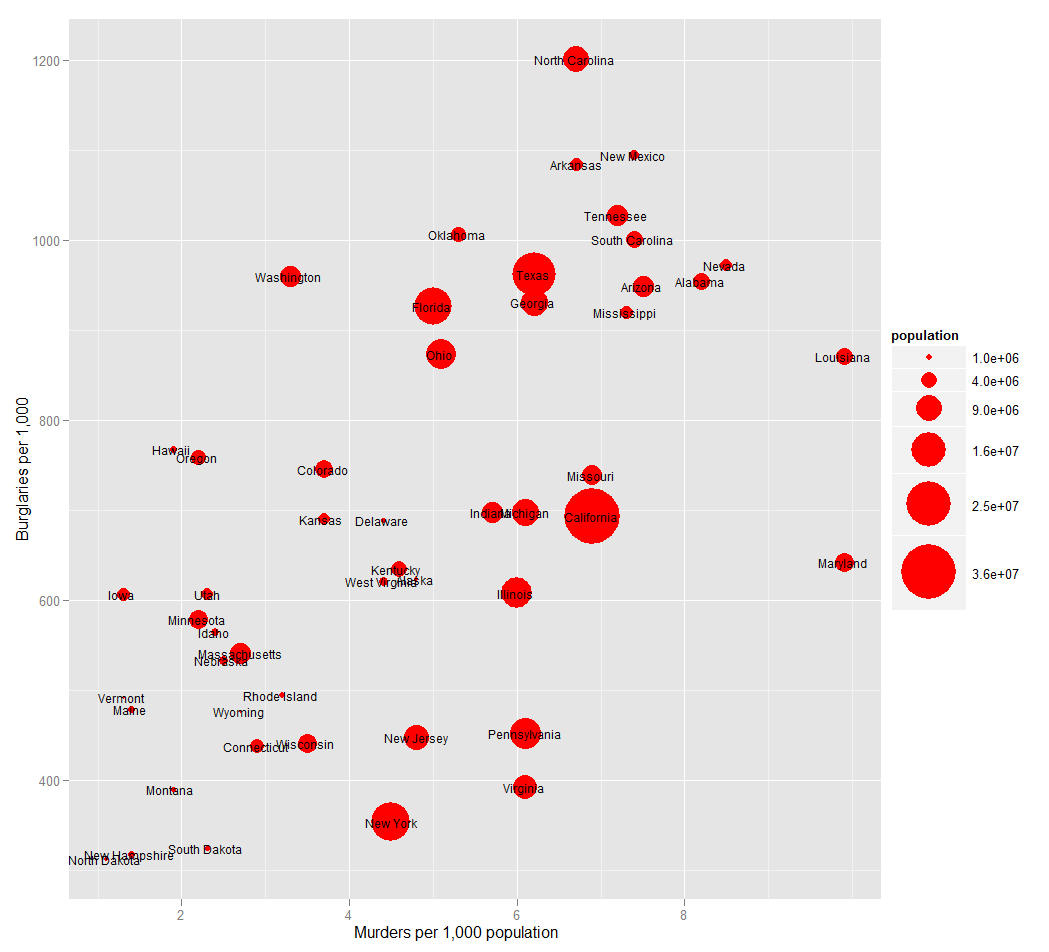 1200
1000
800
600
400
Burglaries per 1,000
North Carolina
New Mexico
Arkansas
Tennessee
Oklahoma
South Carolina
Nevada
Washington
Texas
Alabama
Arizona
Georgia
Florida
Mississippi
Ohio
Louisiana
Hawaii
Oregon
Colorado
Missouri
Indiana
Michigan
California
Kansas
Delaware
Maryland
Kentucky
Alaska
West Virginia
Iowa
Utah
Illinois
Minnesota
Idaho
Massachusetts
Nebraska
Rhode Island
Vermont
Maine
Wyoming
Connecticut
Wisconsin
New Jersey
Pennsylvania
Montana
Virginia
New York
South Dakota
New Hampshire
North Dakota
2
4
6
8
Murders per 1,000 population
population
1.0e+06
4.0e+06
9.0e+06
1.6e+07
2.5e+07
3.6e+07